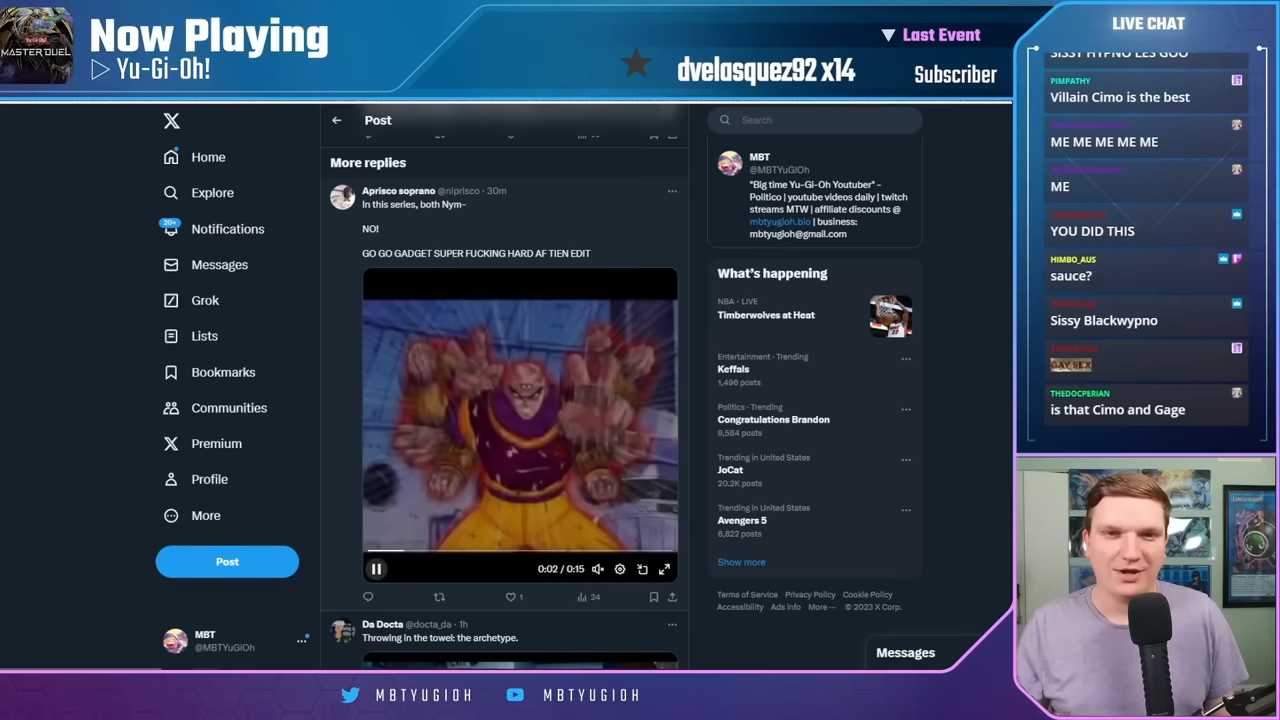 MASTER DUEL
Now Playing
Yu-Gi-Oh!
Last Event
dvelasquez92 x14
Subscriber
LIVE CHAT
SISSY HYPNO LES GOO
PIMPATHY
Villain Cimo is the best
ME ME ME ME ME
ME
YOU DID THIS
HIMBO_AUS
sauce?
Sissy Blackwypno
THEDOCPERIAN
is that Cimo and Gage
Home
Explore
20+
Notifications
Messages
Grok
Lists
Bookmarks
Communities
Premium
Profile
More
Post
MBT
@MBTYuGiOh
Post
More replies
Aprisco soprano @niprisco · 30m
In this series, both Nym-
NO!
GO GO GADGET SUPER FUCKING HARD AF TIEN EDIT
0:02 / 0:15
1
24
Da Docta @docta_da · 1h
Throwing in the towel: the archetype.
Search
MBT
@MBTYuGiOh
"Big time Yu-Gi-Oh Youtuber" -
Politico | youtube videos daily | twitch
streams MTW | affiliate discounts @
mbtyugioh.bio | business:
mbtyugioh@gmail.com
What's happening
NBA · LIVE
Timberwolves at Heat
Entertainment · Trending
Keffals
1,496 posts
Politics · Trending
Congratulations Brandon
9,584 posts
Trending in United States
JoCat
20.2K posts
Trending in United States
Avengers 5
6,822 posts
Show more
Terms of Service Privacy Policy Cookie Policy
Accessibility Ads info More ··· © 2023 X Corp.
Messages
MBTYUGIOH
MBTYUGIOH